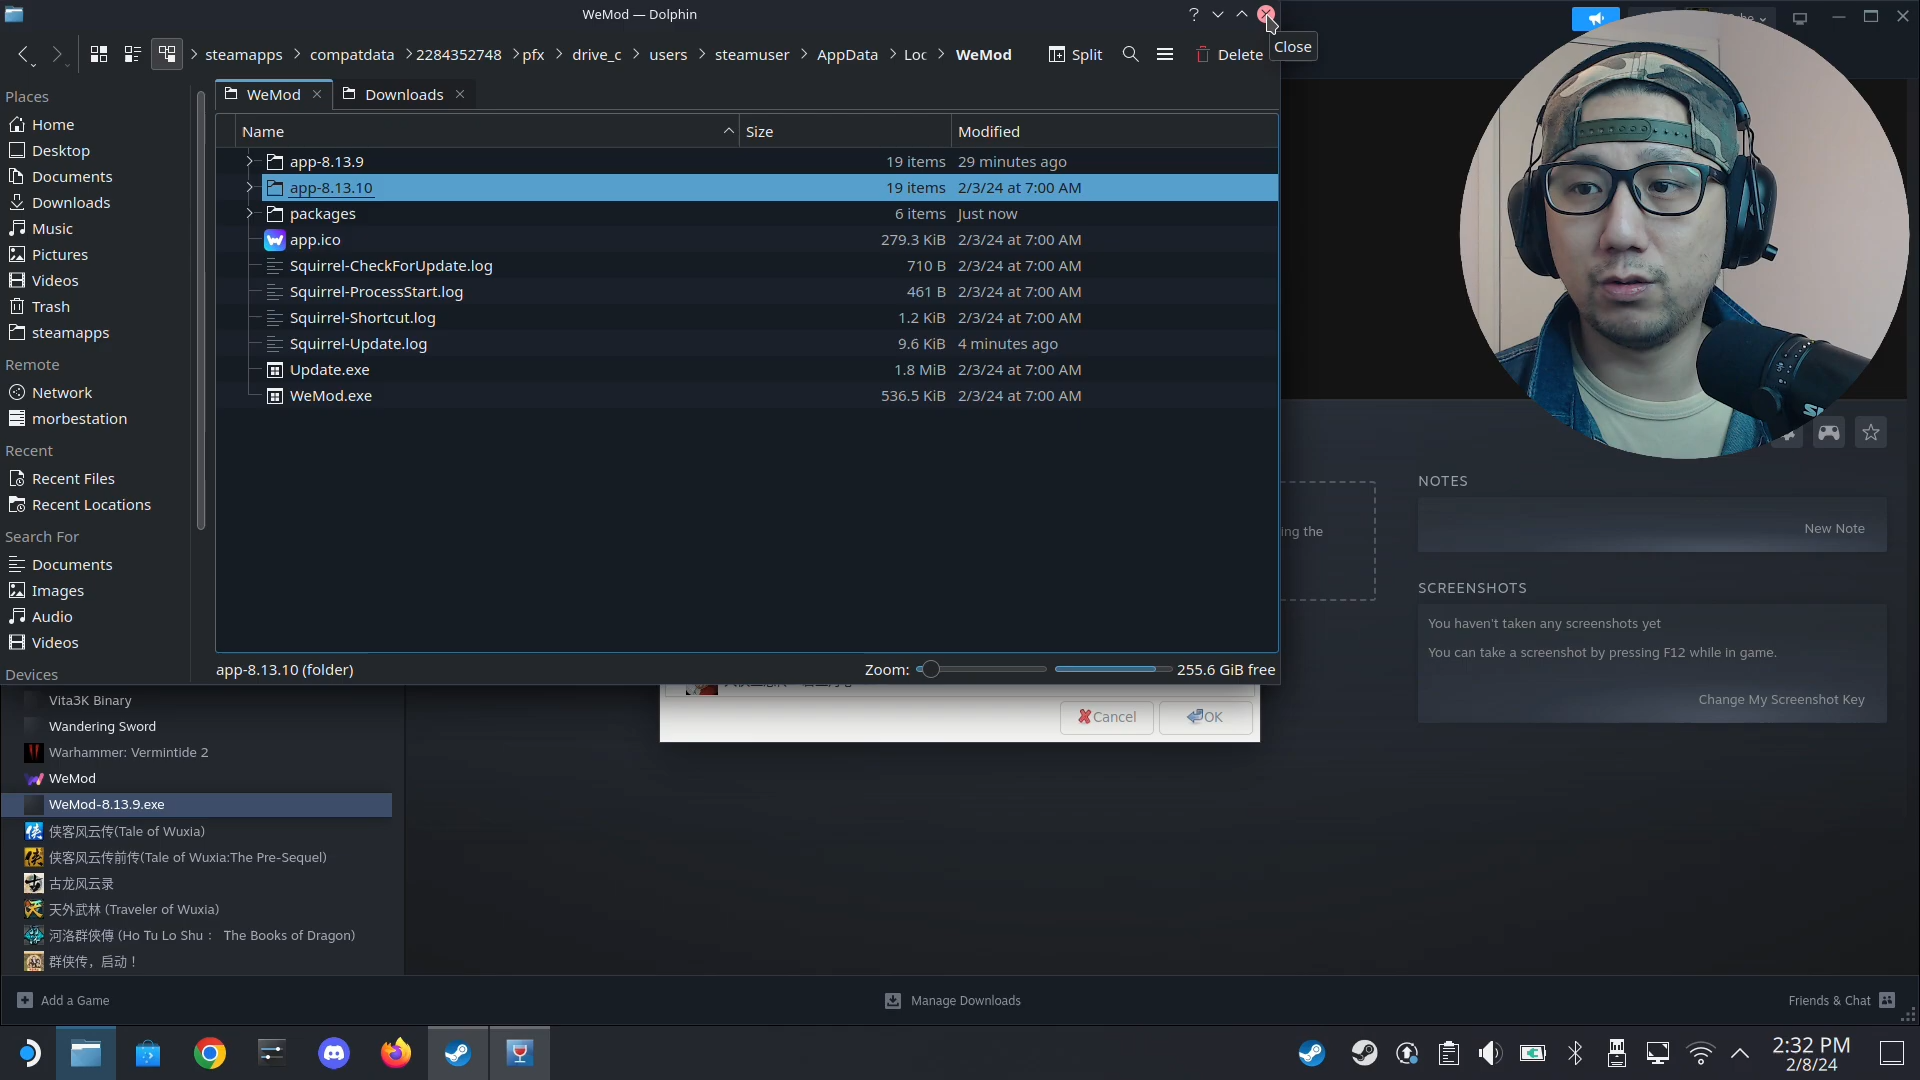 WeMod — Dolphin
Close
steamapps > compatdata > 2284352748 > pfx > drive_c > users > steamuser > AppData > Loc > WeMod
Split
Delete
WeMod
Downloads
Places
Home
Desktop
Documents
Downloads
Music
Pictures
Videos
Trash
steamapps
Remote
Network
morbestation
Recent
Recent Files
Recent Locations
Search For
Documents
Images
Audio
Videos
Devices
Name Size Modified
app-8.13.9 19 items 29 minutes ago
app-8.13.10 19 items 2/3/24 at 7:00 AM
packages 6 items Just now
app.ico 279.3 KiB 2/3/24 at 7:00 AM
Squirrel-CheckForUpdate.log 710 B 2/3/24 at 7:00 AM
Squirrel-ProcessStart.log 461 B 2/3/24 at 7:00 AM
Squirrel-Shortcut.log 1.2 KiB 2/3/24 at 7:00 AM
Squirrel-Update.log 9.6 KiB 4 minutes ago
Update.exe 1.8 MiB 2/3/24 at 7:00 AM
WeMod.exe 536.5 KiB 2/3/24 at 7:00 AM
app-8.13.10 (folder)
Zoom:
255.6 GiB free
Cancel
OK
ing the
NOTES
New Note
SCREENSHOTS
You haven't taken any screenshots yet
You can take a screenshot by pressing F12 while in game.
Change My Screenshot Key
Vita3K Binary
Wandering Sword
Warhammer: Vermintide 2
WeMod
WeMod-8.13.9.exe
侠客风云传(Tale of Wuxia)
侠客风云传前传(Tale of Wuxia:The Pre-Sequel)
古龙风云录
天外武林 (Traveler of Wuxia)
河洛群俠傳 (Ho Tu Lo Shu： The Books of Dragon)
群侠传，启动！
Add a Game
Manage Downloads
Friends & Chat
2:32 PM
2/8/24